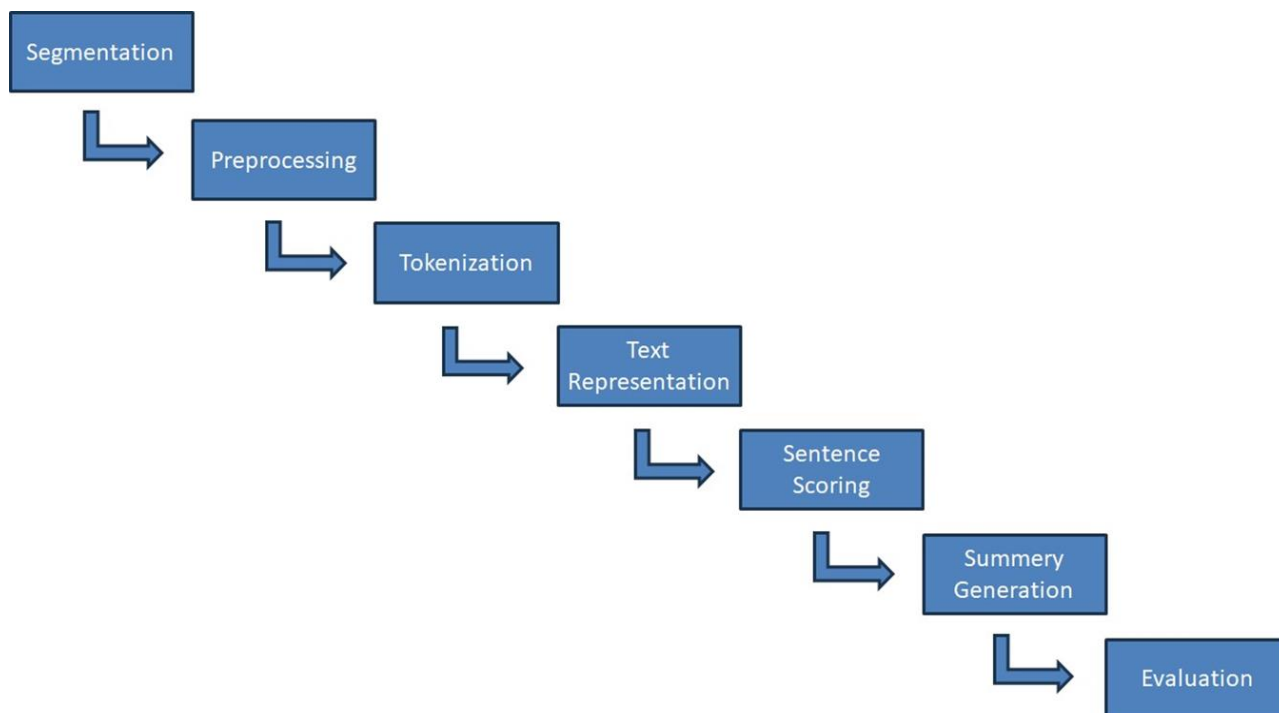 Segmentation
Preprocessing
Tokenization
Text
Representation
Sentence
Scoring
Summery
Generation
Evaluation